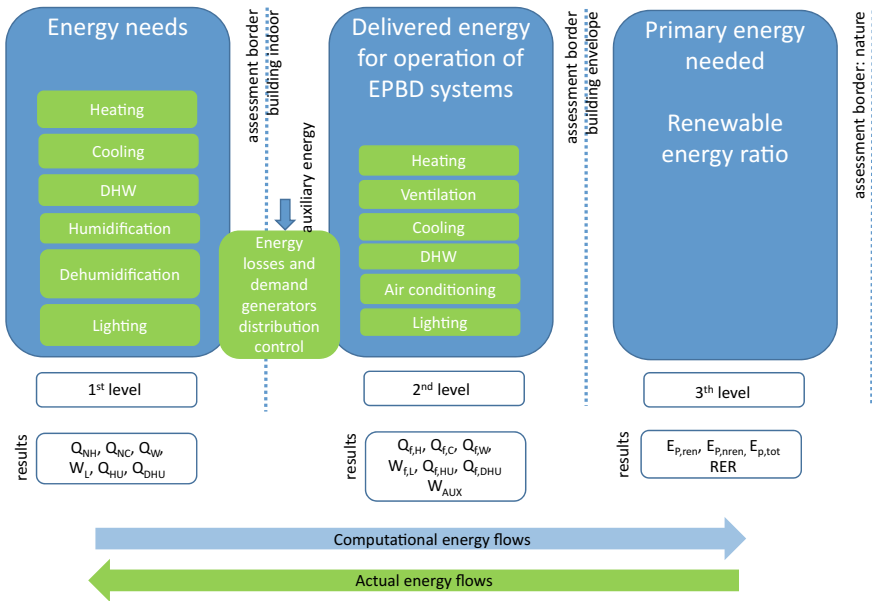 Energy needs
Heating
Cooling
DHW
Humidification
Dehumidification
Lighting
assessment border
building indoor
auxiliary energy
Energy
losses and
demand
generators
distribution
control
Delivered energy
for operation of
EPBD systems
Heating
Ventilation
Cooling
DHW
Air conditioning
Lighting
assessment border
building envelope
Primary energy
needed
Renewable
energy ratio
assessment border: nature
1st level
2nd level
3th level
results
QNH, QNC, QW,
WL, QHU, QDHU
results
Qf,H, Qf,C, Qf,W,
Wf,L, Qf,HU, Qf,DHU
WAUX
results
EP,ren, EP,nren, Ep,tot
RER
Computational energy flows
Actual energy flows